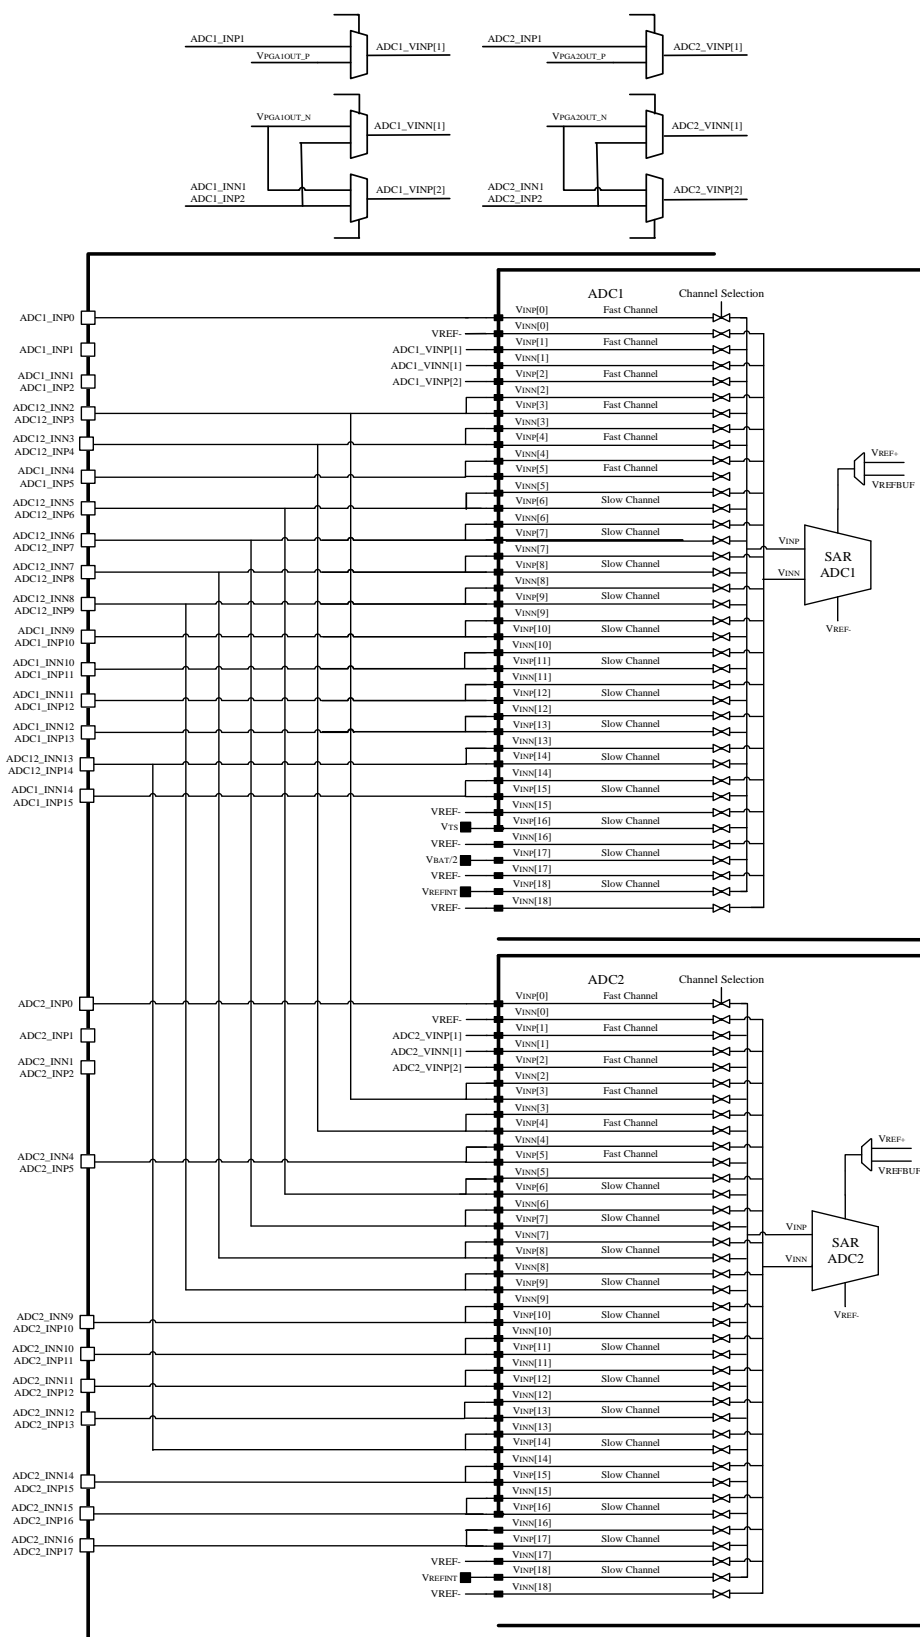 ADC1_INP1
VPGA1OUT_P
ADC1_VINP[1]
ADC2_INP1
VPGA2OUT_P
ADC2_VINP[1]
VPGA1OUT_N
ADC1_VINN[1]
VPGA2OUT_N
ADC2_VINN[1]
ADC1_INN1
ADC1_INP2
ADC1_VINP[2]
ADC2_INN1
ADC2_INP2
ADC2_VINP[2]
ADC1
Channel Selection
ADC1_INP0
VINP[0] Fast Channel
VINN[0]
VREF-
ADC1_INP1
ADC1_VINP[1]
VINP[1] Fast Channel
ADC1_VINN[1]
VINN[1]
ADC1_INN1
ADC1_INP2
ADC1_VINP[2]
VINP[2] Fast Channel
VINN[2]
ADC12_INN2
ADC12_INP3
VINP[3] Fast Channel
VINN[3]
ADC12_INN3
ADC12_INP4
VINP[4] Fast Channel
VINN[4]
ADC1_INN4
ADC1_INP5
VINP[5] Fast Channel
VINN[5]
ADC12_INN5
ADC12_INP6
VINP[6] Slow Channel
VINN[6]
ADC12_INN6
ADC12_INP7
VINP[7] Slow Channel
VINN[7]
ADC12_INN7
ADC12_INP8
VINP[8] Slow Channel
VINN[8]
ADC12_INN8
ADC12_INP9
VINP[9] Slow Channel
VINN[9]
ADC1_INN9
ADC1_INP10
VINP[10] Slow Channel
VINN[10]
ADC1_INN10
ADC1_INP11
VINP[11] Slow Channel
VINN[11]
ADC1_INN11
ADC1_INP12
VINP[12] Slow Channel
VINN[12]
ADC1_INN12
ADC1_INP13
VINP[13] Slow Channel
VINN[13]
ADC12_INN13
ADC12_INP14
VINP[14] Slow Channel
VINN[14]
ADC1_INN14
ADC1_INP15
VINP[15] Slow Channel
VREF-
VINN[15]
VTS
VINP[16] Slow Channel
VREF-
VINN[16]
VBAT/2
VINP[17] Slow Channel
VREF-
VINN[17]
VREFINT
VINP[18] Slow Channel
VREF-
VINN[18]
VREF+
VREFBUF
VINP
VINN
SAR
ADC1
VREF-
ADC2
Channel Selection
ADC2_INP0
VINP[0] Fast Channel
VINN[0]
VREF-
ADC2_INP1
ADC2_VINP[1]
VINP[1] Fast Channel
ADC2_VINN[1]
VINN[1]
ADC2_INN1
ADC2_INP2
ADC2_VINP[2]
VINP[2] Fast Channel
VINN[2]
VINP[3] Fast Channel
VINN[3]
VINP[4] Fast Channel
VINN[4]
ADC2_INN4
ADC2_INP5
VINP[5] Fast Channel
VINN[5]
VINP[6] Slow Channel
VINN[6]
VINP[7] Slow Channel
VINN[7]
VINP[8] Slow Channel
VINN[8]
VINP[9] Slow Channel
VINN[9]
ADC2_INN9
ADC2_INP10
VINP[10] Slow Channel
VINN[10]
ADC2_INN10
ADC2_INP11
VINP[11] Slow Channel
VINN[11]
ADC2_INN11
ADC2_INP12
VINP[12] Slow Channel
VINN[12]
ADC2_INN12
ADC2_INP13
VINP[13] Slow Channel
VINN[13]
VINP[14] Slow Channel
VINN[14]
ADC2_INN14
ADC2_INP15
VINP[15] Slow Channel
VINN[15]
ADC2_INN15
ADC2_INP16
VINP[16] Slow Channel
VINN[16]
ADC2_INN16
ADC2_INP17
VINP[17] Slow Channel
VREF-
VINN[17]
VREFINT
VINP[18] Slow Channel
VREF-
VINN[18]
VREF+
VREFBUF
VINP
VINN
SAR
ADC2
VREF-